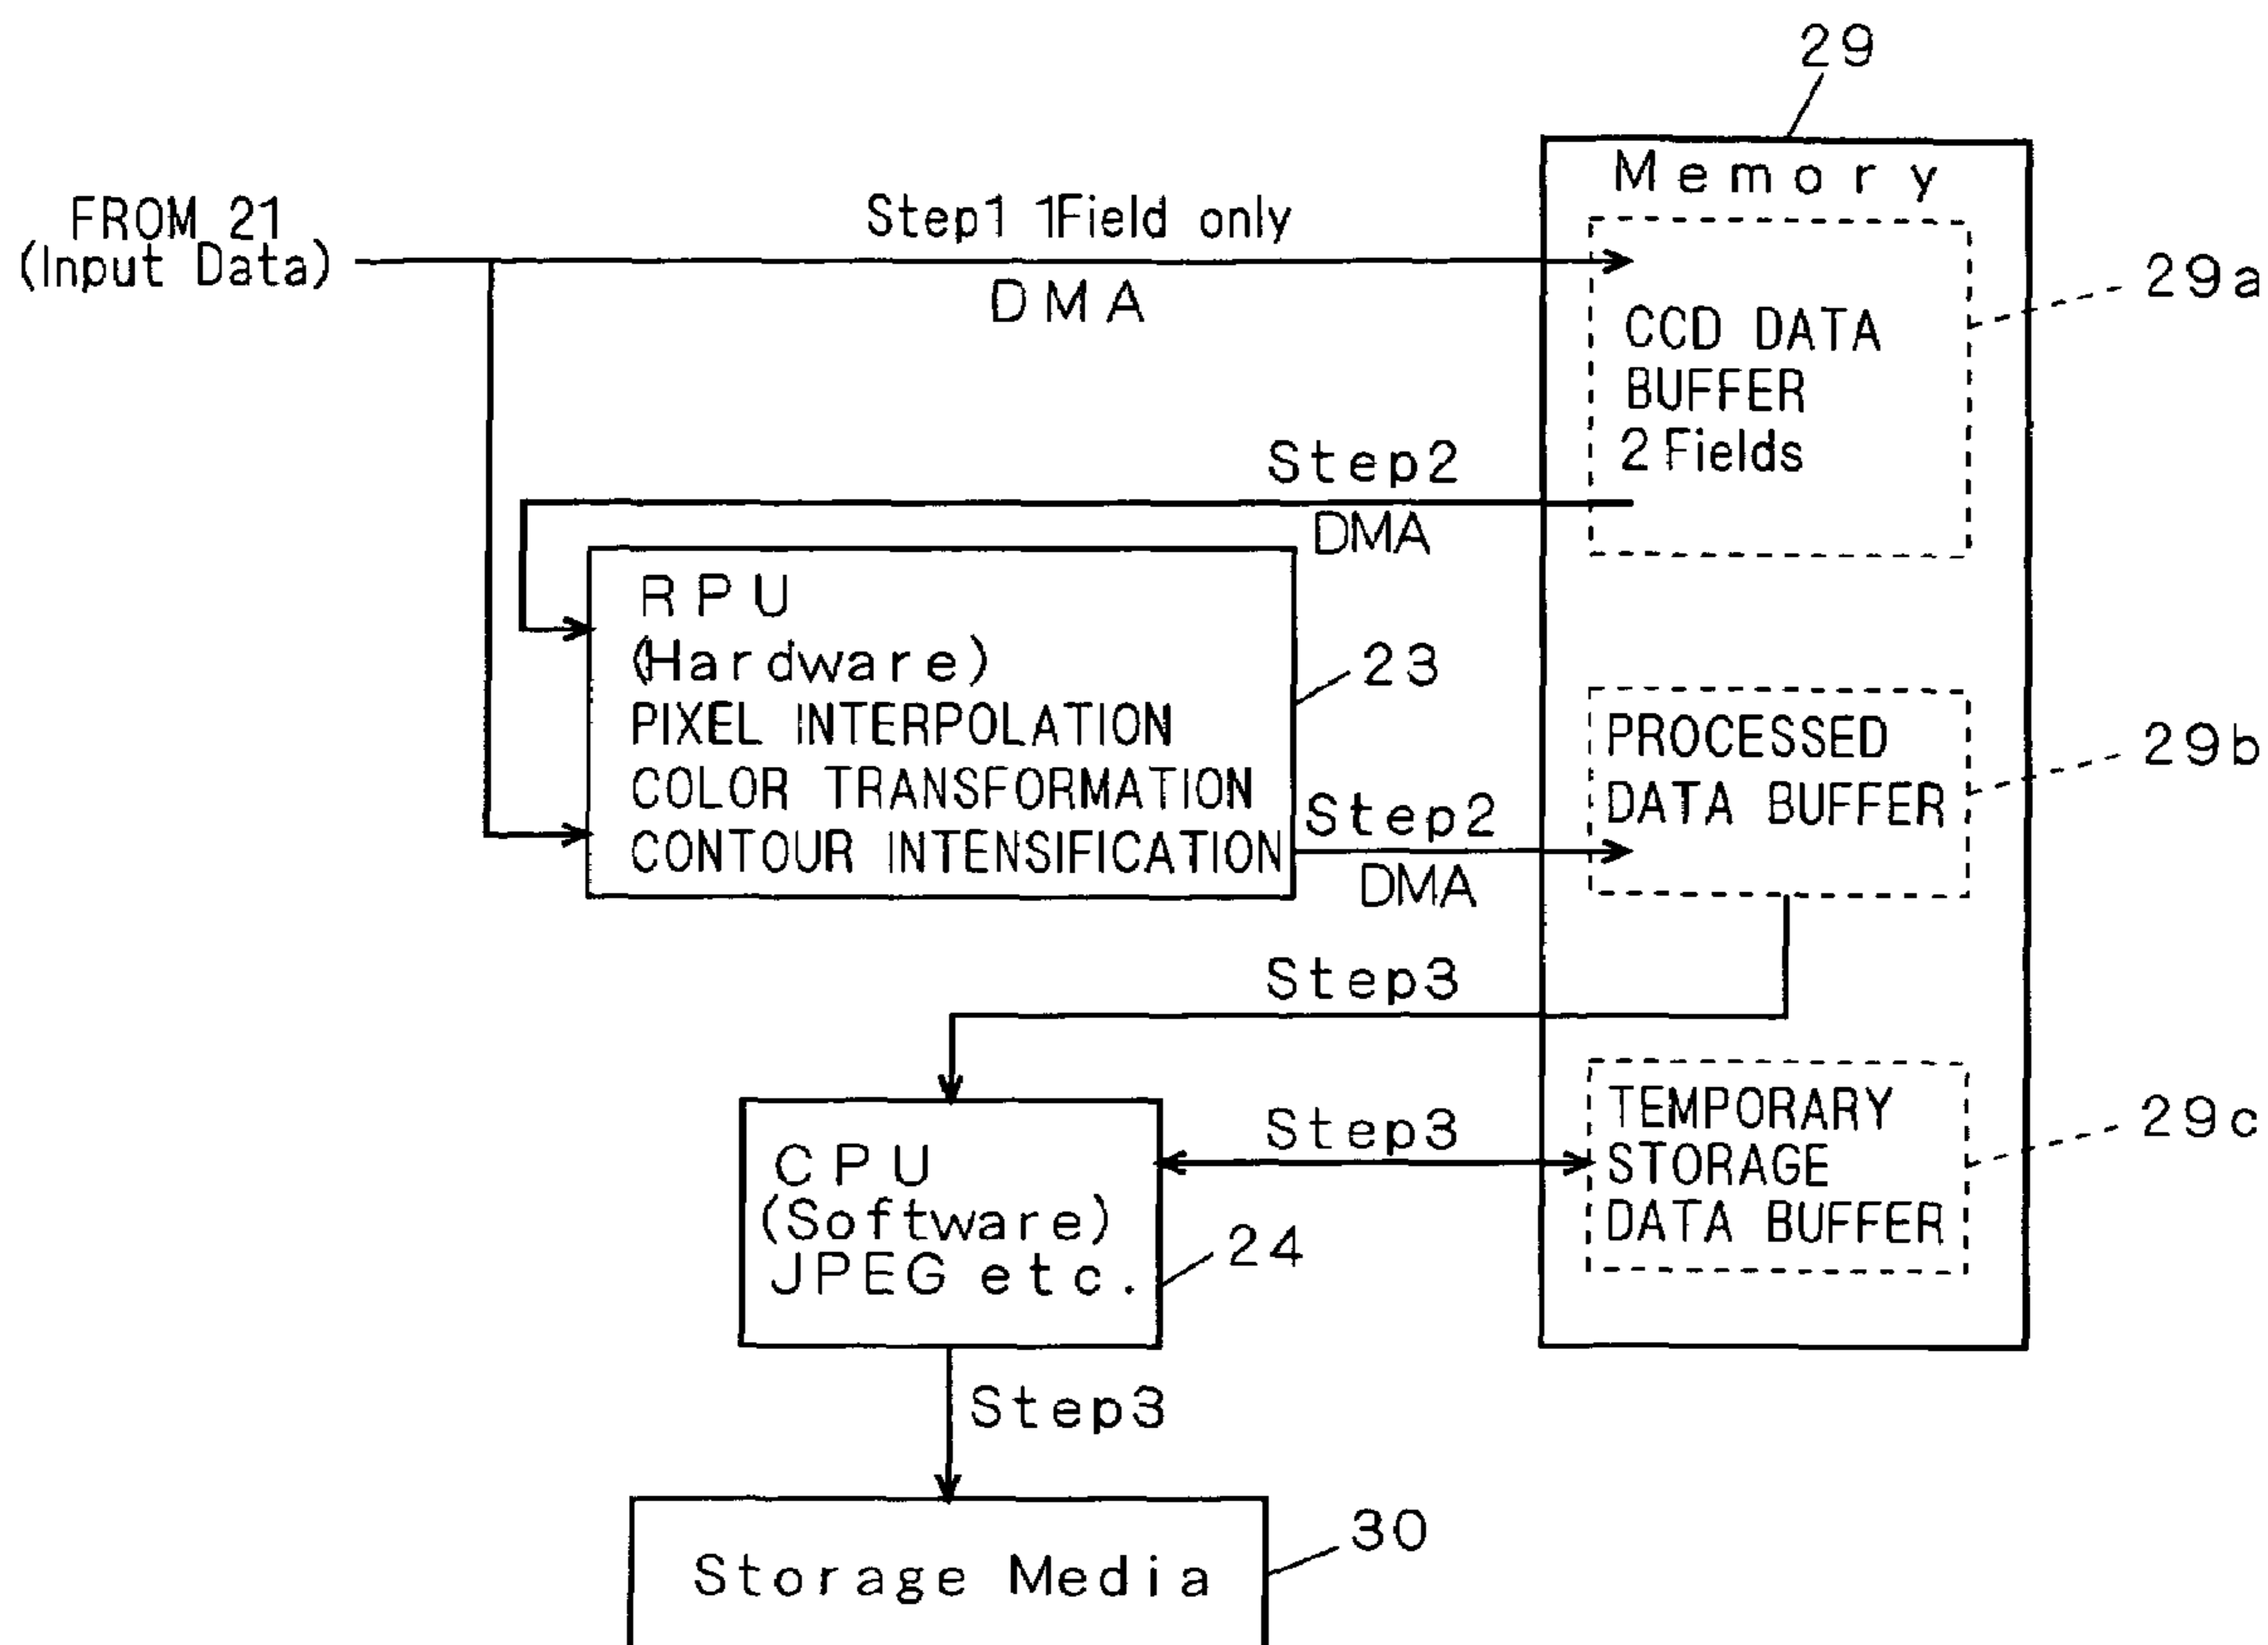 29
Memory
FROM 21
(Input Data)
Step1 1Field only
DMA
29a
CCD DATA
BUFFER
2 Fields
Step2
DMA
RPU
(Hardware)
PIXEL INTERPOLATION
COLOR TRANSFORMATION
CONTOUR INTENSIFICATION
23
Step2
DMA
PROCESSED
DATA BUFFER
29b
Step3
CPU
(Software)
JPEG etc.
24
Step3
TEMPORARY
STORAGE
DATA BUFFER
29c
Step3
Storage Media
30